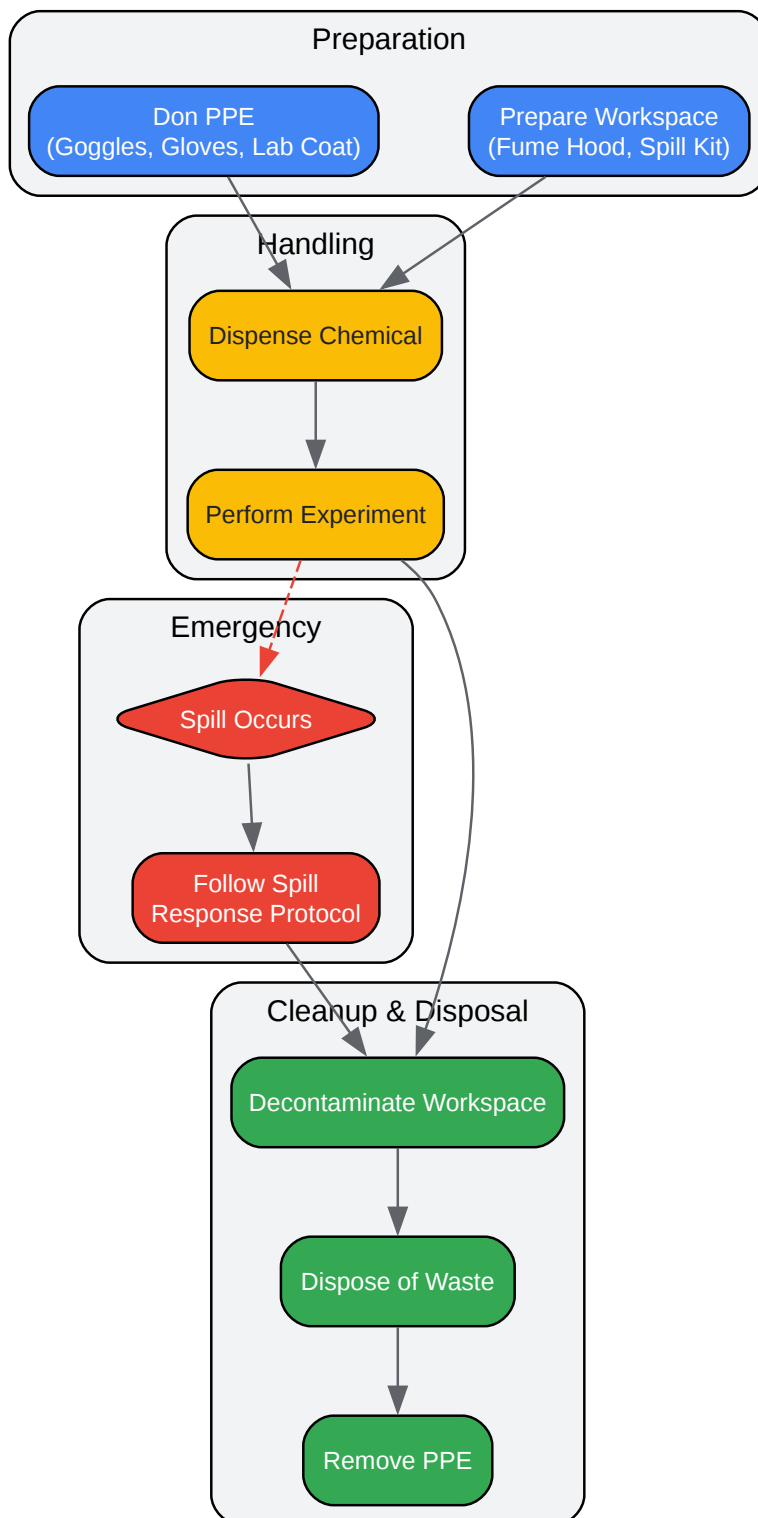 Preparation
Don PPE
(Goggles, Gloves, Lab Coat)
Prepare Workspace
(Fume Hood, Spill Kit)
Handling
Dispense Chemical
Perform Experiment
Emergency
Spill Occurs
Follow Spill
Response Protocol
Cleanup & Disposal
Decontaminate Workspace
Dispose of Waste
Remove PPE